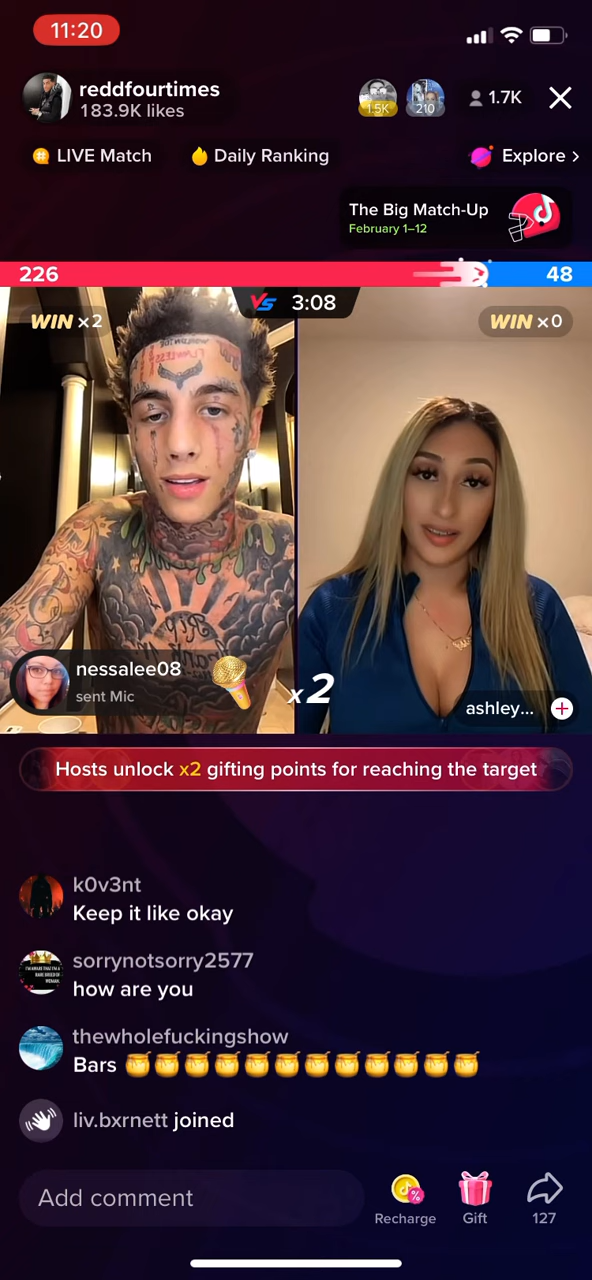 11:20
reddfourtimes
183.9K likes
1.5K
210
1.7K
LIVE Match
Daily Ranking
Explore >
The Big Match-Up
February 1–12
226
48
WIN x2
Vs 3:08
WIN x0
FLAWLESS
Rip
nessalee08
sent Mic
x2
ashley...
Hosts unlock x2 gifting points for reaching the target
k0v3nt
Keep it like okay
sorrynotsorry2577
how are you
thewholefuckingshow
Bars 🍯🍯🍯🍯🍯🍯🍯🍯🍯🍯🍯🍯
liv.bxrnett joined
Add comment
Recharge
Gift
127